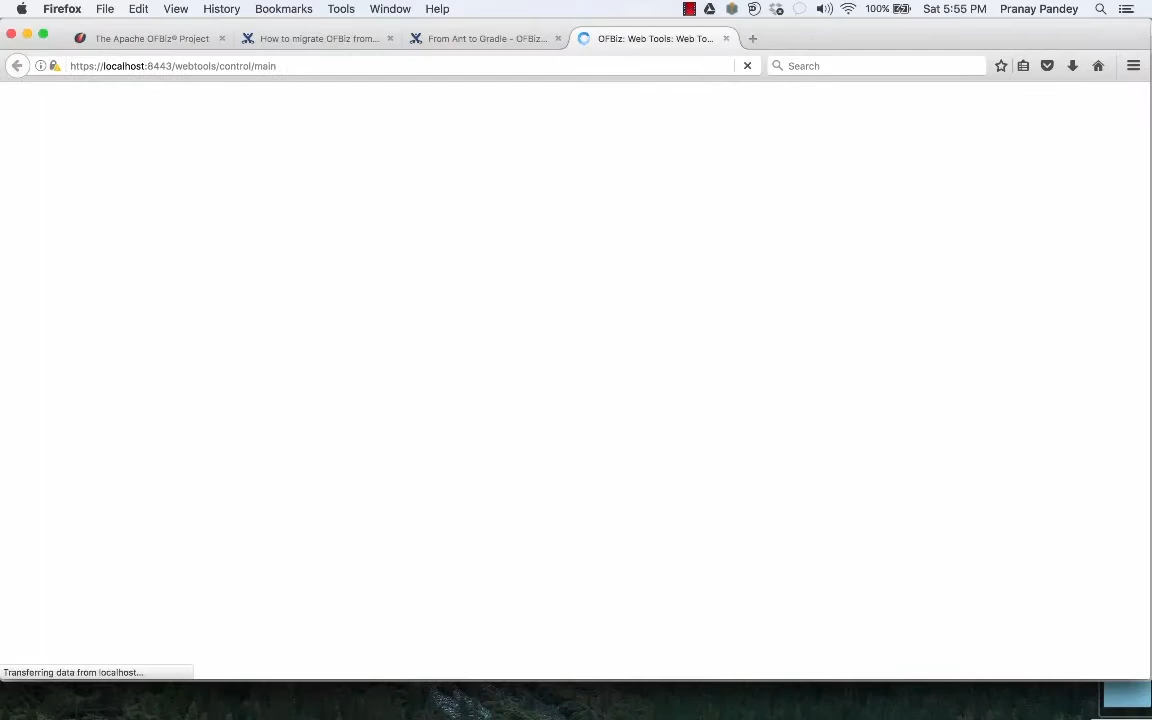 Firefox File Edit View History Bookmarks Tools Window Help 100% Sat 5:55 PM Pranay Pandey
The Apache OFBiz® Project How to migrate OFBiz from... From Ant to Gradle - OFBiz... OFBiz: Web Tools: Web To...
https://localhost:8443/webtools/control/main Search
Transferring data from localhost...